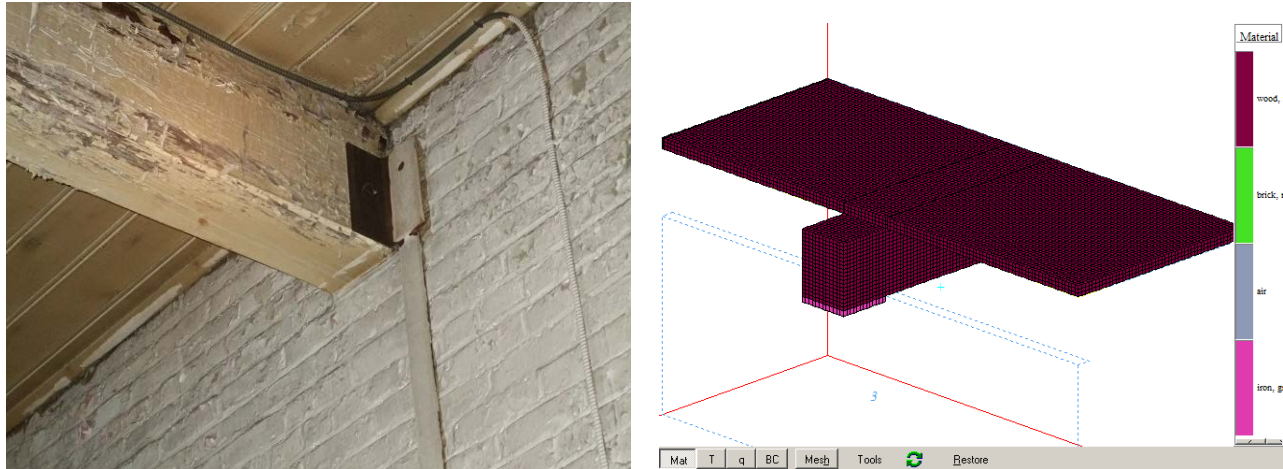 Material
wood,
brick, s
air
iron, g
3
Mat T q BC Mesh Tools Restore